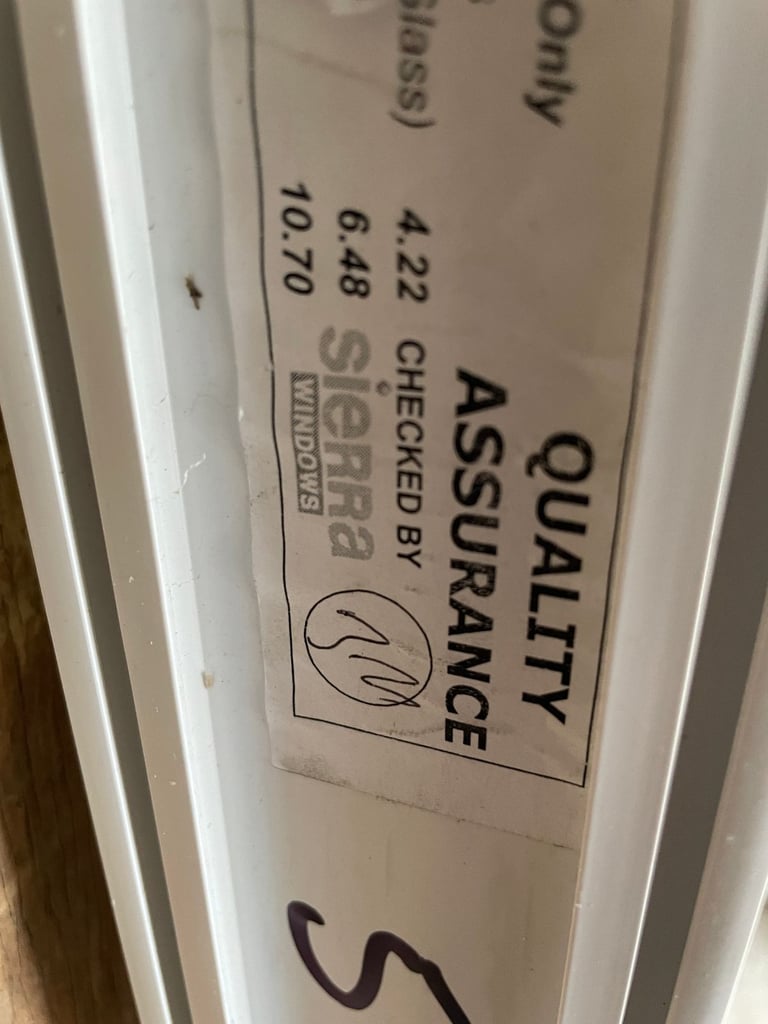 Only
QUALITY
ASSURANCE
Glass) 4.22 CHECKED BY
6.48 sieRRa ©
10.70 WINDOWS